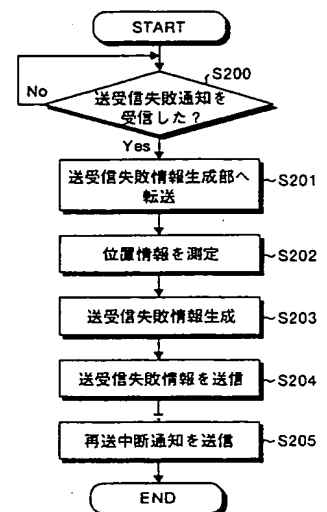 START
S200
No
送受信失敗通知を
受信した？
Yes
送受信失敗情報生成部へ
転送
S201
位置情報を測定
S202
送受信失敗情報生成
S203
送受信失敗情報を送信
S204
再送中断通知を送信
S205
END